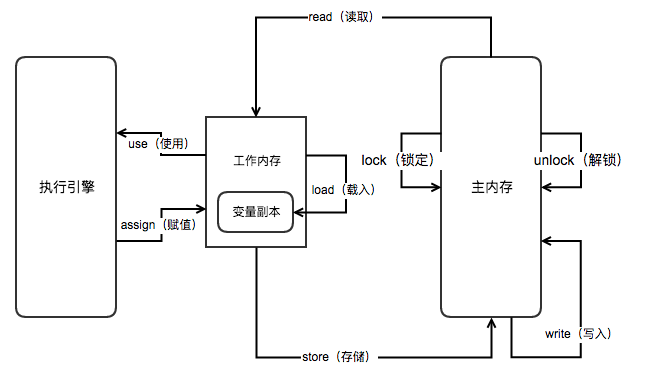 read（读取）
use（使用）
执行引擎
工作内存
lock（锁定）
主内存
unlock（解锁）
load（载入）
变量副本
assign（赋值）
write（写入）
store（存储）